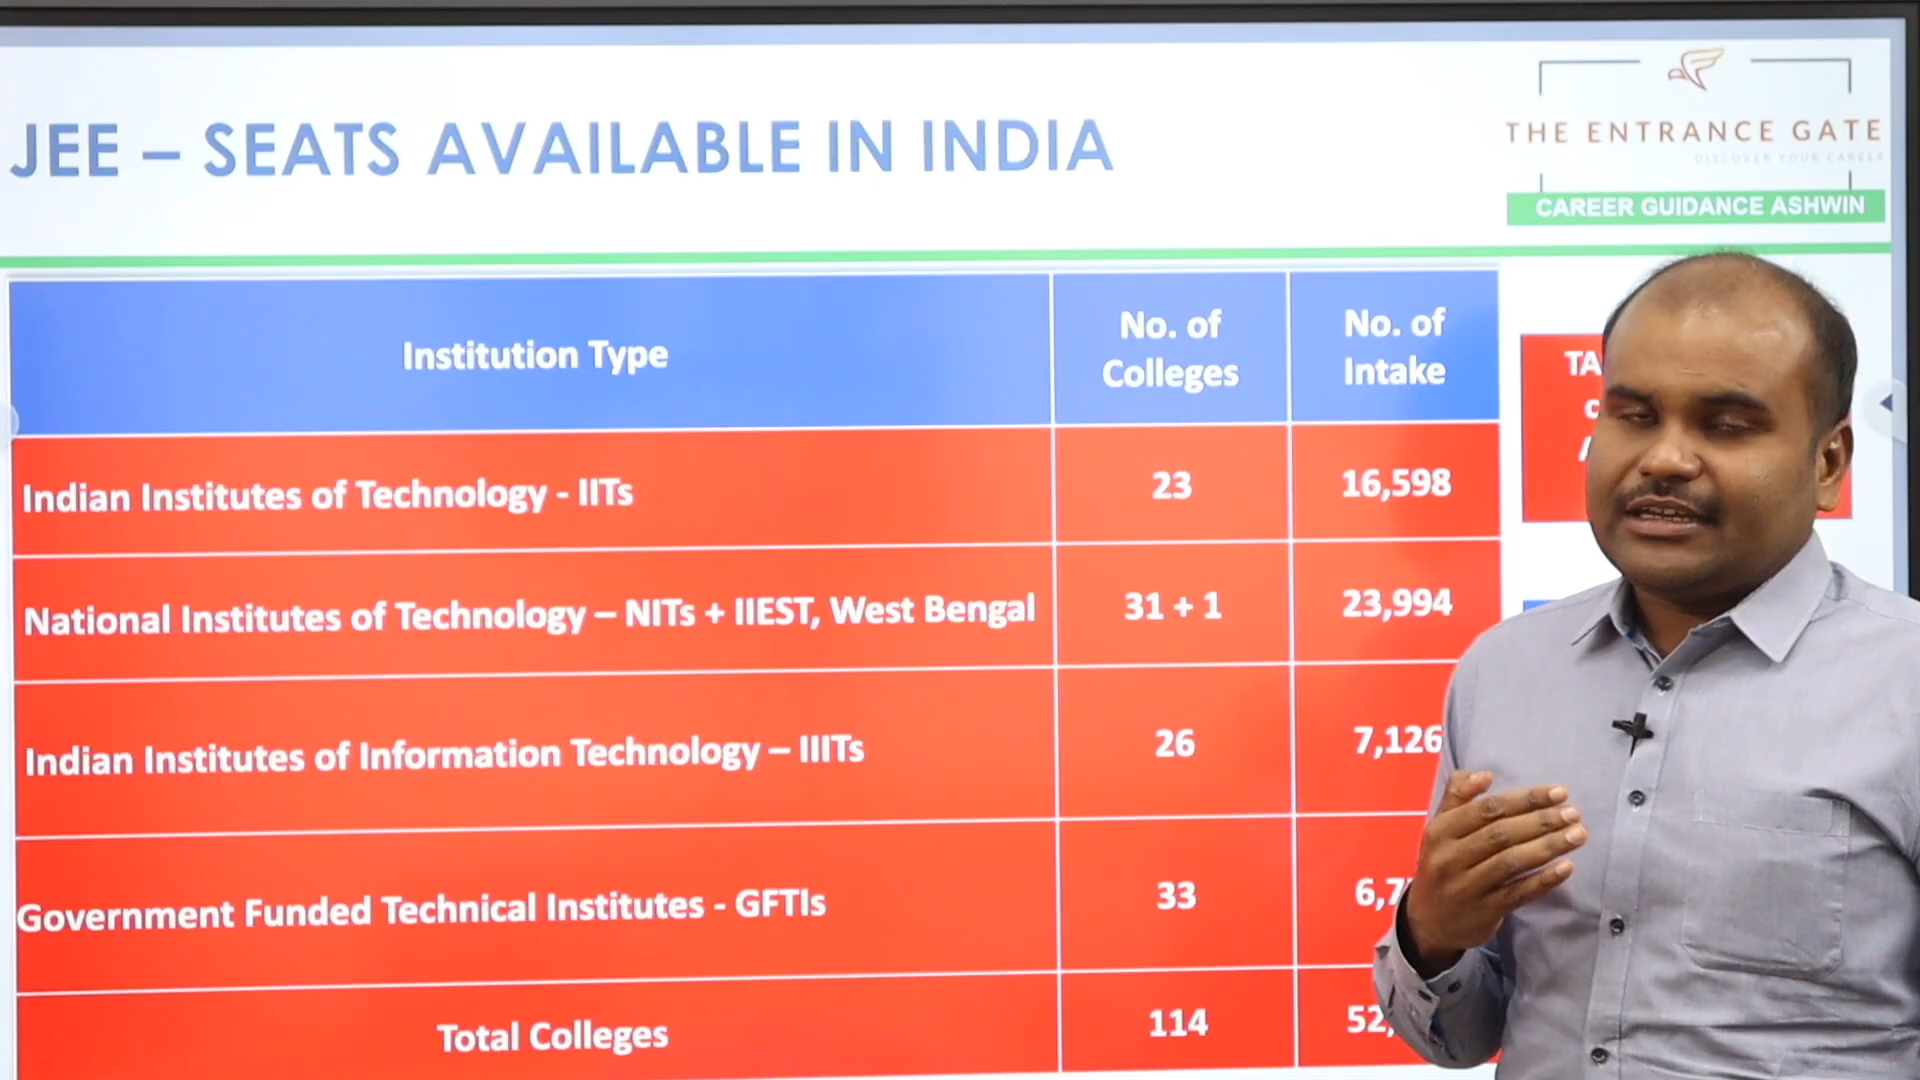 JEE – SEATS AVAILABLE IN INDIA
THE ENTRANCE GATE
DISCOVER YOUR CAREER
CAREER GUIDANCE ASHWIN
Institution Type
No. of
Colleges
No. of
Intake
Indian Institutes of Technology - IITs
23
16,598
National Institutes of Technology – NITs + IIEST, West Bengal
31 + 1
23,994
Indian Institutes of Information Technology – IIITs
26
7,126
Government Funded Technical Institutes - GFTIs
33
Total Colleges
114